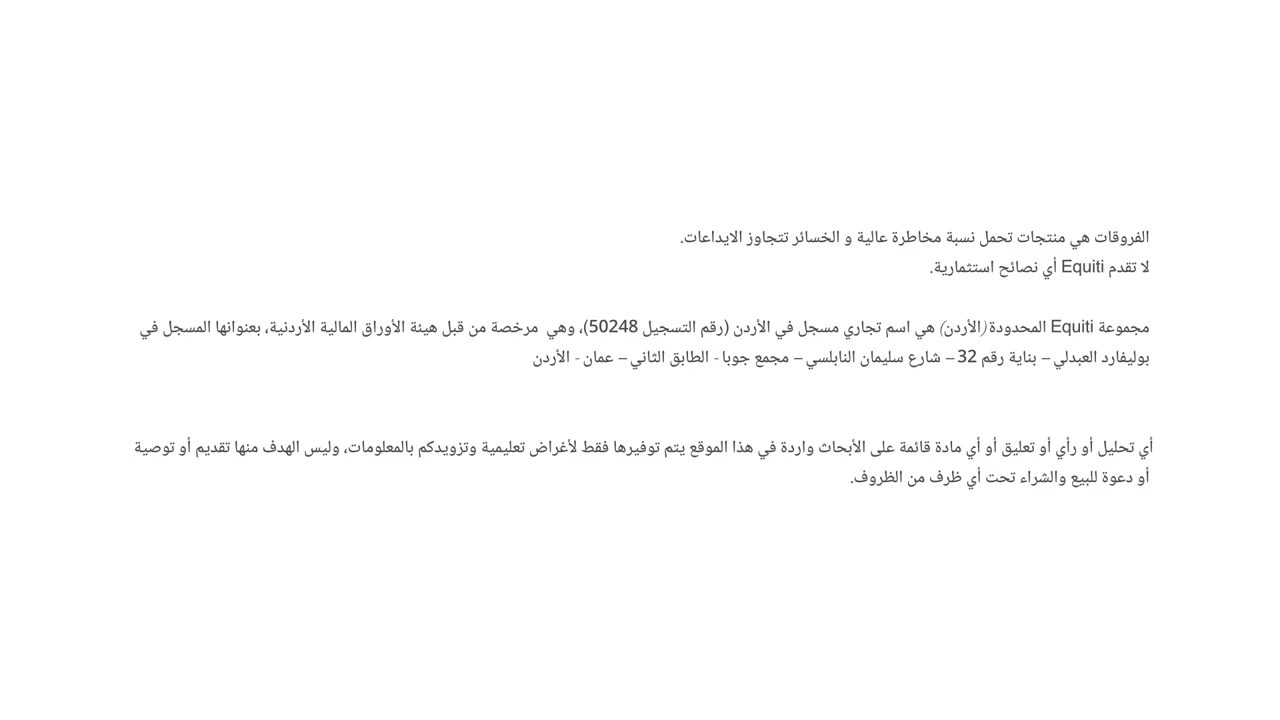 الفروقات هي منتجات تحمل نسبة مخاطرة عالية و الخسائر تتجاوز الايداعات.
لا تقدم Equiti أي نصائح استثمارية.
مجموعة Equiti المحدودة (الأردن) هي اسم تجاري مسجل في الأردن (رقم التسجيل 50248)، وهي مرخصة من قبل هيئة الأوراق المالية الأردنية، بعنوانها المسجل في
بوليفارد العبدلي – بناية رقم 32 – شارع سليمان النابلسي – مجمع جوبا - الطابق الثاني – عمان - الأردن
أي تحليل أو رأي أو تعليق أو أي مادة قائمة على الأبحاث واردة في هذا الموقع يتم توفيرها فقط لأغراض تعليمية وتزويدكم بالمعلومات، وليس الهدف منها تقديم أو توصية
أو دعوة للبيع والشراء تحت أي ظرف من الظروف.